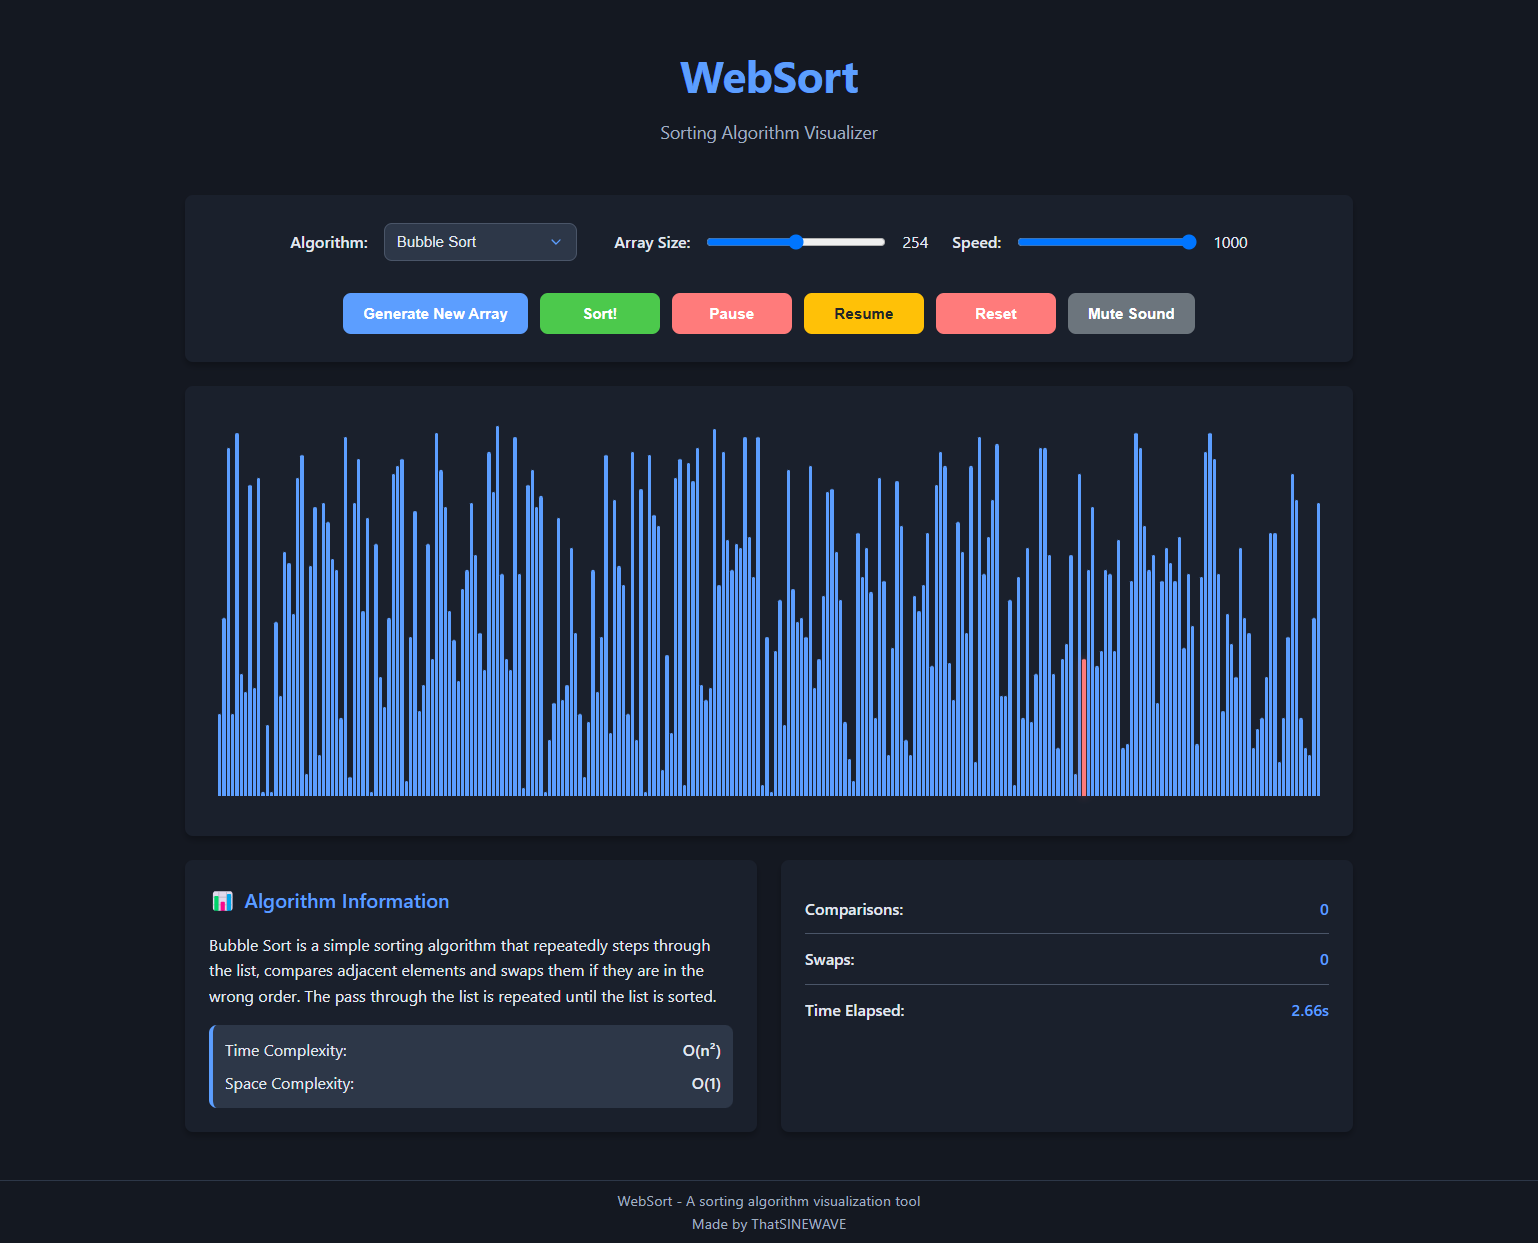 WebSort
Sorting Algorithm Visualizer
Algorithm: Bubble Sort Array Size: 254 Speed: 1000
Generate New Array Sort! Pause Resume Reset Mute Sound
Algorithm Information
Bubble Sort is a simple sorting algorithm that repeatedly steps through
the list, compares adjacent elements and swaps them if they are in the
wrong order. The pass through the list is repeated until the list is sorted.
Time Complexity: O(n²)
Space Complexity: O(1)
Comparisons: 0
Swaps: 0
Time Elapsed: 2.66s
WebSort - A sorting algorithm visualization tool
Made by ThatSINEWAVE